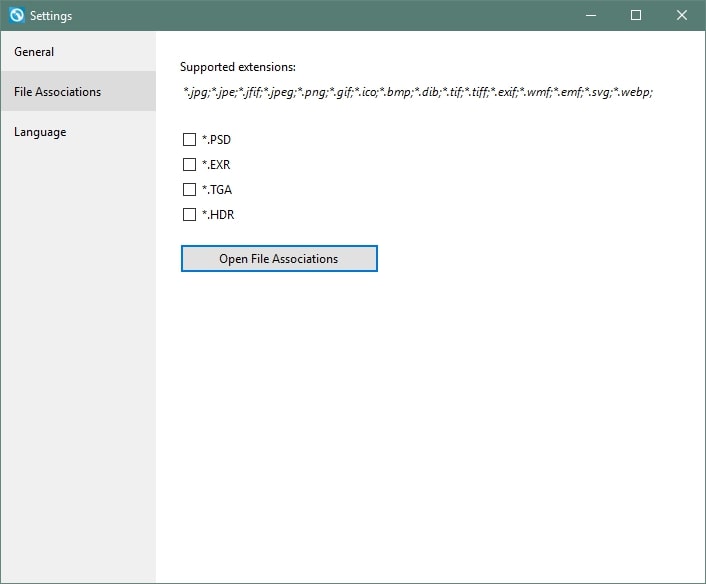 Settings
General
File Associations
Language
Supported extensions:
*.jpg;*.jpe;*.jfif;*.jpeg;*.png;*.gif;*.ico;*.bmp;*.dib;*.tif;*.tiff;*.exif;*.wmf;*.emf;*.svg;*.webp;
*.PSD
*.EXR
*.TGA
*.HDR
Open File Associations